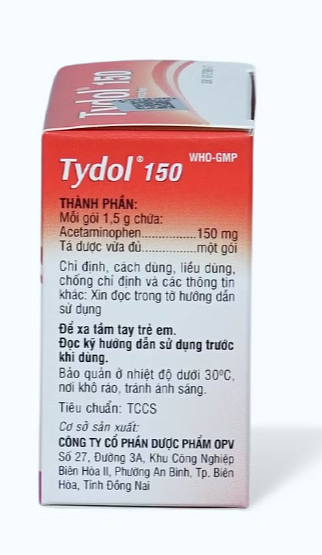 Tydol® 150
Tydol® 150
WHO-GMP
THÀNH PHẦN:
Mỗi gói 1,5 g chứa:
Acetaminophen................150 mg
Tá dược vừa đủ................một gói
Chỉ định, cách dùng, liều dùng,
chống chỉ định và các thông tin
khác: Xin đọc trong tờ hướng dẫn
sử dụng
Để xa tầm tay trẻ em.
Đọc kỹ hướng dẫn sử dụng trước
khi dùng.
Bảo quản ở nhiệt độ dưới 30ºC,
nơi khô ráo, tránh ánh sáng.
Tiêu chuẩn: TCCS
Cơ sở sản xuất:
CÔNG TY CỔ PHẦN DƯỢC PHẨM OPV
Số 27, Đường 3A, Khu Công Nghiệp
Biên Hòa II, Phường An Bình, Tp. Biên
Hòa, Tỉnh Đồng Nai